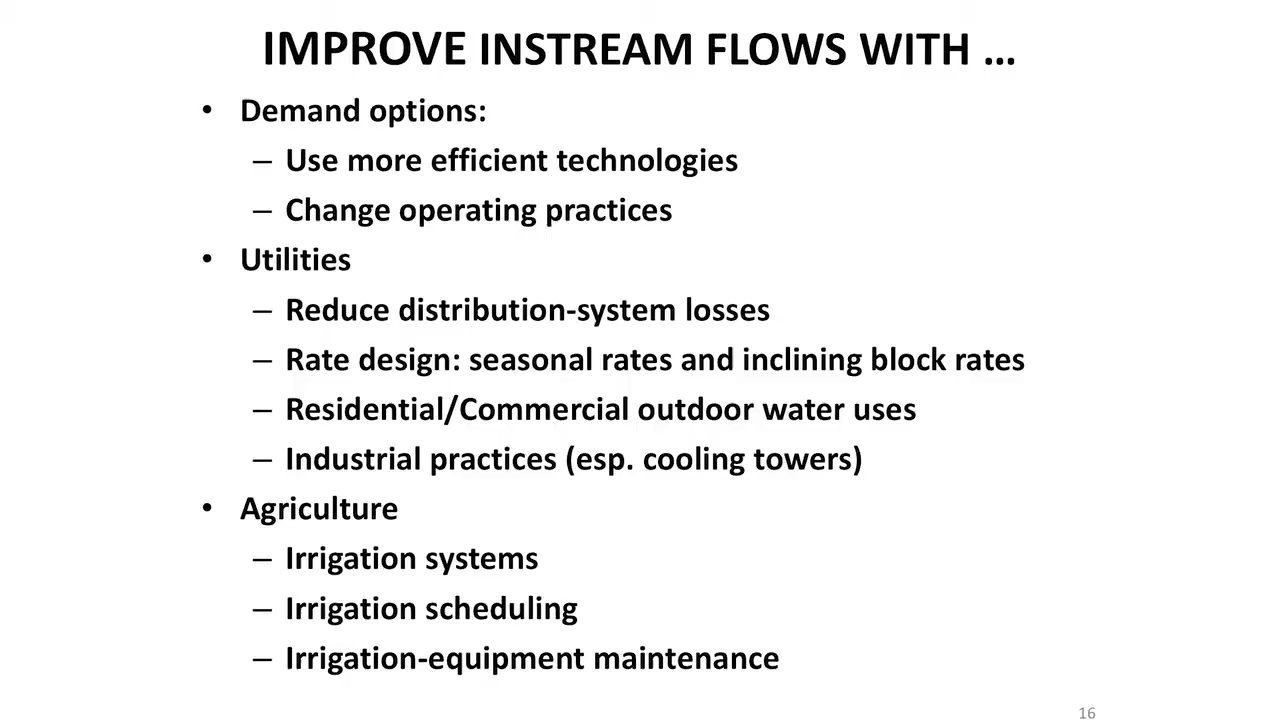 IMPROVE INSTREAM FLOWS WITH …
• Demand options:
– Use more efficient technologies
– Change operating practices
• Utilities
– Reduce distribution-system losses
– Rate design: seasonal rates and inclining block rates
– Residential/Commercial outdoor water uses
– Industrial practices (esp. cooling towers)
• Agriculture
– Irrigation systems
– Irrigation scheduling
– Irrigation-equipment maintenance
16